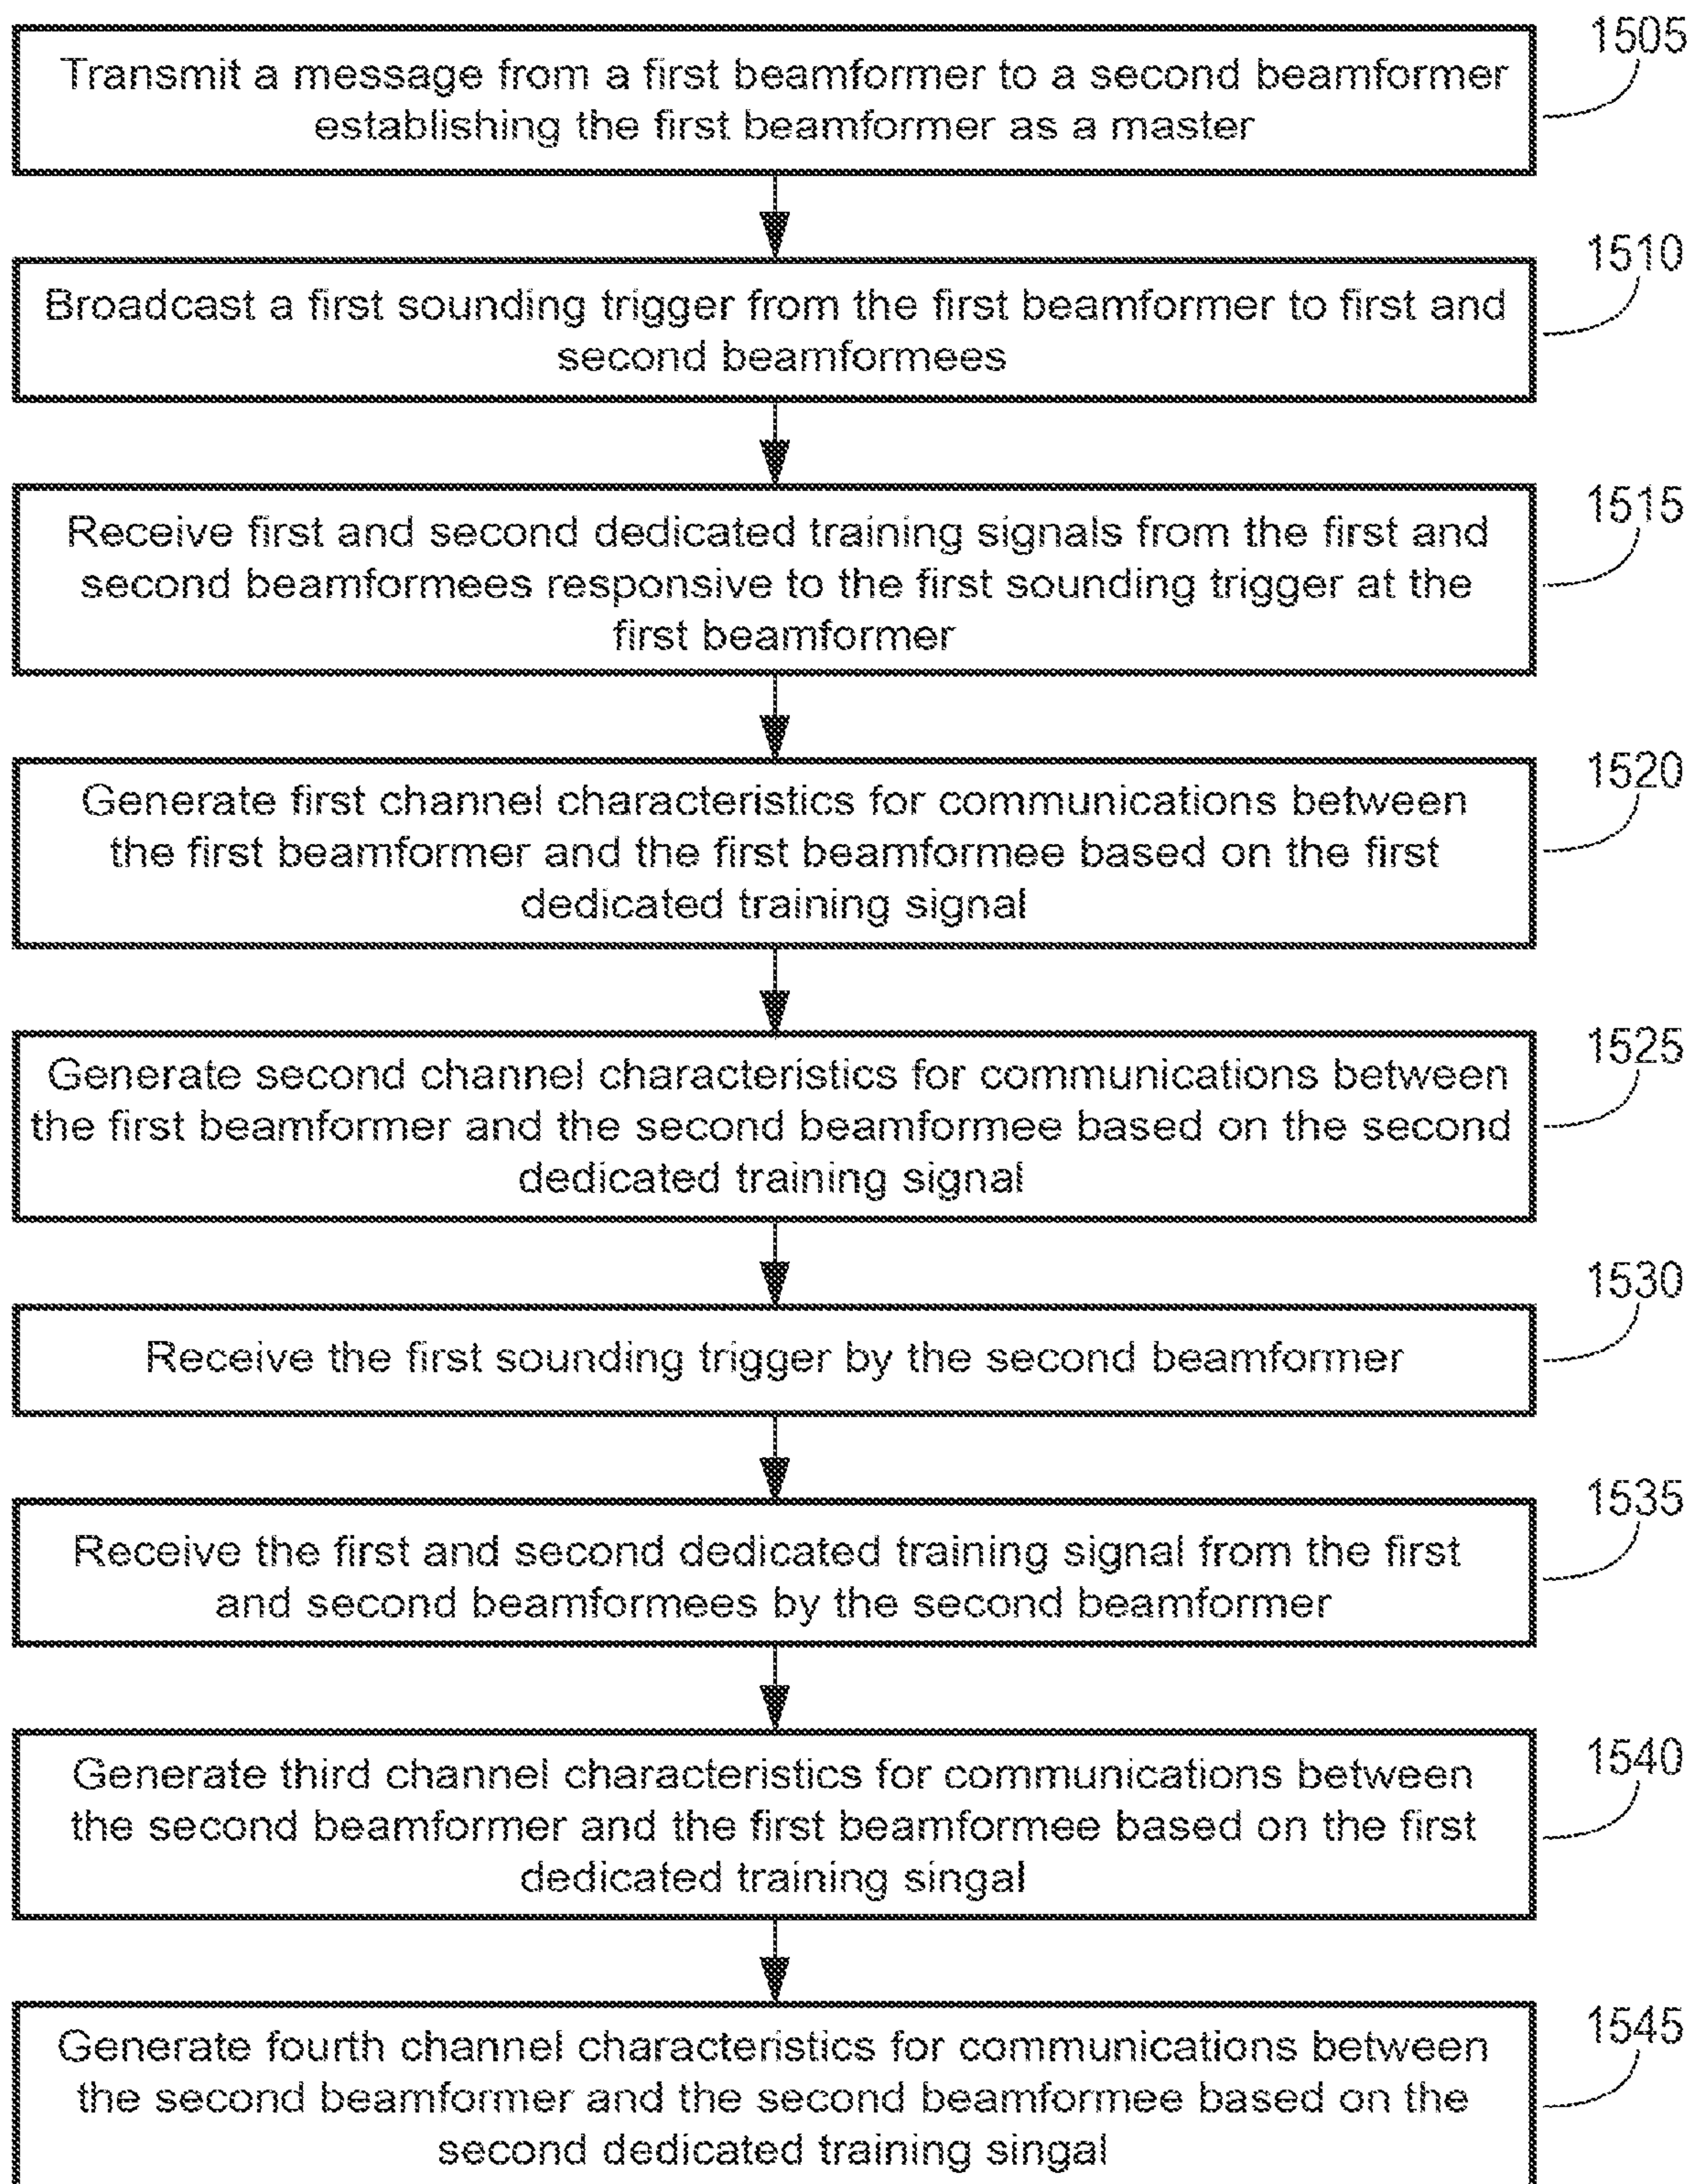 1505
Transmit a message from a first beamformer to a second beamformer
establishing the first beamformer as a master
1510
Broadcast a first sounding trigger from the first beamformer to first and
second beamformees
1515
Receive first and second dedicated training signals from the first and
second beamformees responsive to the first sounding trigger at the
first beamformer
1520
Generate first channel characteristics for communications between
the first beamformer and the first beamformee based on the first
dedicated training signal
1525
Generate second channel characteristics for communications between
the first beamformer and the second beamformee based on the second
dedicated training signal
1530
Receive the first sounding trigger by the second beamformer
1535
Receive the first and second dedicated training signal from the first
and second beamformees by the second beamformer
1540
Generate third channel characteristics for communications between
the second beamformer and the first beamformee based on the first
dedicated training singal
1545
Generate fourth channel characteristics for communications between
the second beamformer and the second beamformee based on the
second dedicated training singal